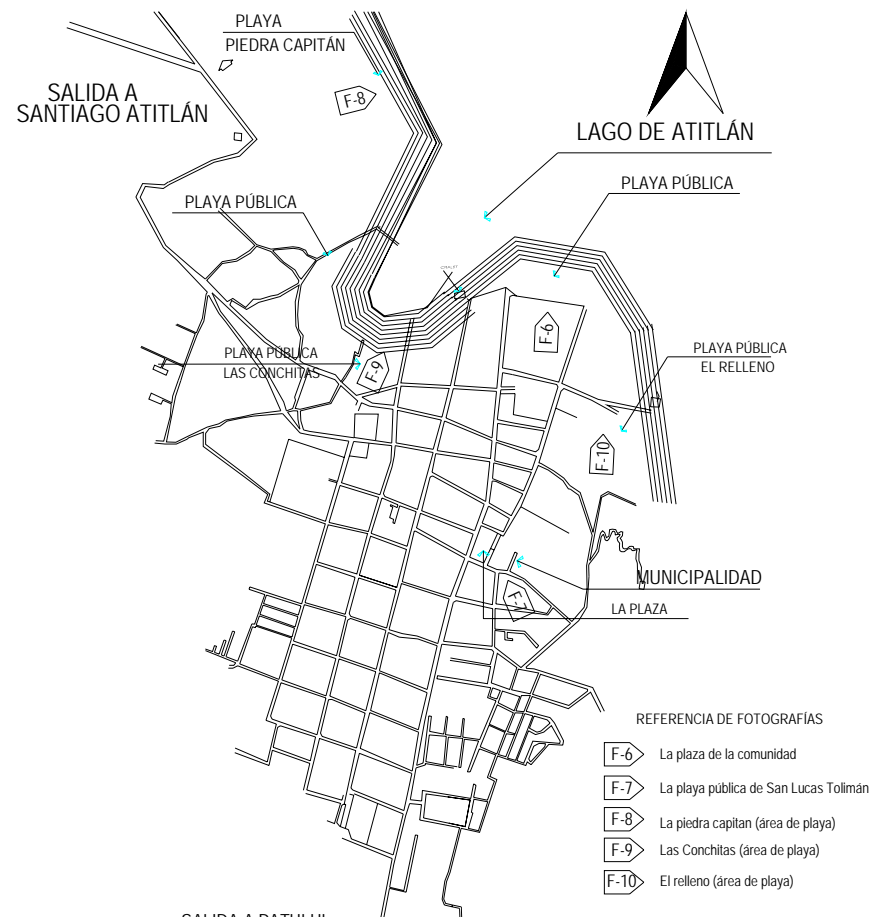 PLAYA
PIEDRA CAPITÁN
F-8
SALIDA A
SANTIAGO ATITLÁN
LAGO DE ATITLÁN
PLAYA PÚBLICA
PLAYA PÚBLICA
F-6
PLAYA PÚBLICA
LAS CONCHITAS
F-9
PLAYA PÚBLICA
EL RELLENO
F-10
MUNICIPALIDAD
F-7
LA PLAZA
REFERENCIA DE FOTOGRAFÍAS
F-6 La plaza de la comunidad
F-7 La playa pública de San Lucas Tolimán
F-8 La piedra capitan (área de playa)
F-9 Las Conchitas (área de playa)
F-10 El relleno (área de playa)
SALIDA A PATULUL